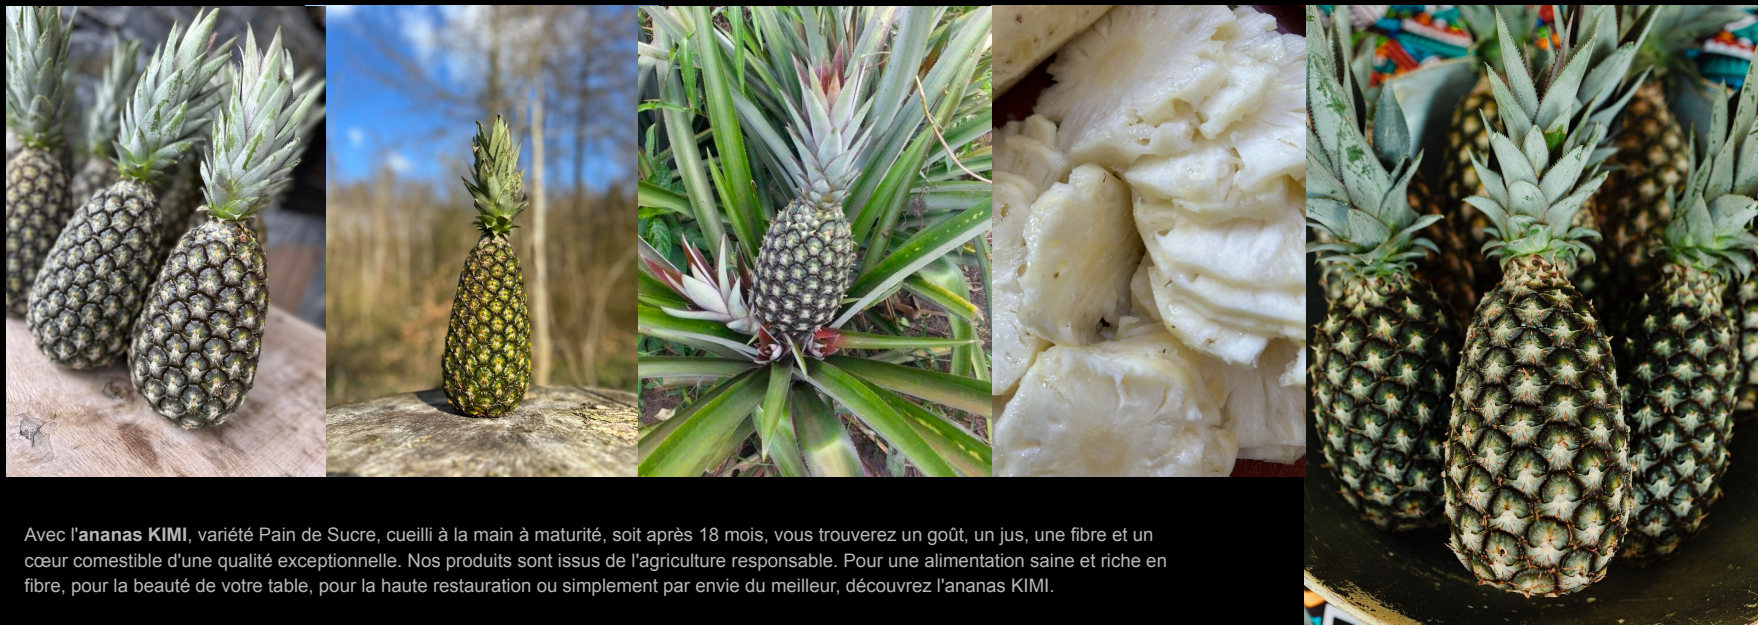 Avec l'ananas KIMI, variété Pain de Sucre, cueilli à la main à maturité, soit après 18 mois, vous trouverez un goût, un jus, une fibre et un
cœur comestible d'une qualité exceptionnelle. Nos produits sont issus de l'agriculture responsable. Pour une alimentation saine et riche en
fibre, pour la beauté de votre table, pour la haute restauration ou simplement par envie du meilleur, découvrez l'ananas KIMI.